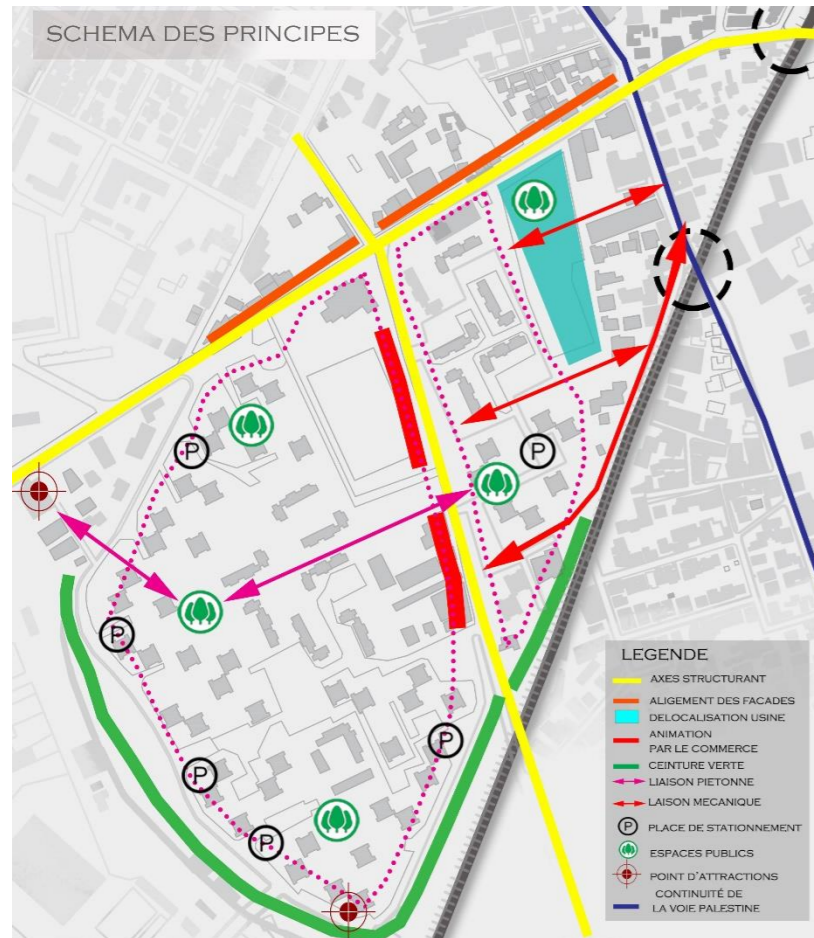 SCHEMA DES PRINCIPES
P
P
P
P
P
P
LEGENDE
AXES STRUCTURANT
ALIGEMENT DES FACADES
DELOCALISATION USINE
ANIMATION
PAR LE COMMERCE
CEINTURE VERTE
LIAISON PIETONNE
LAISON MECANIQUE
P PLACE DE STATIONNEMENT
ESPACES PUBLICS
POINT D'ATTRACTIONS
CONTINUITÉ DE
LA VOIE PALESTINE